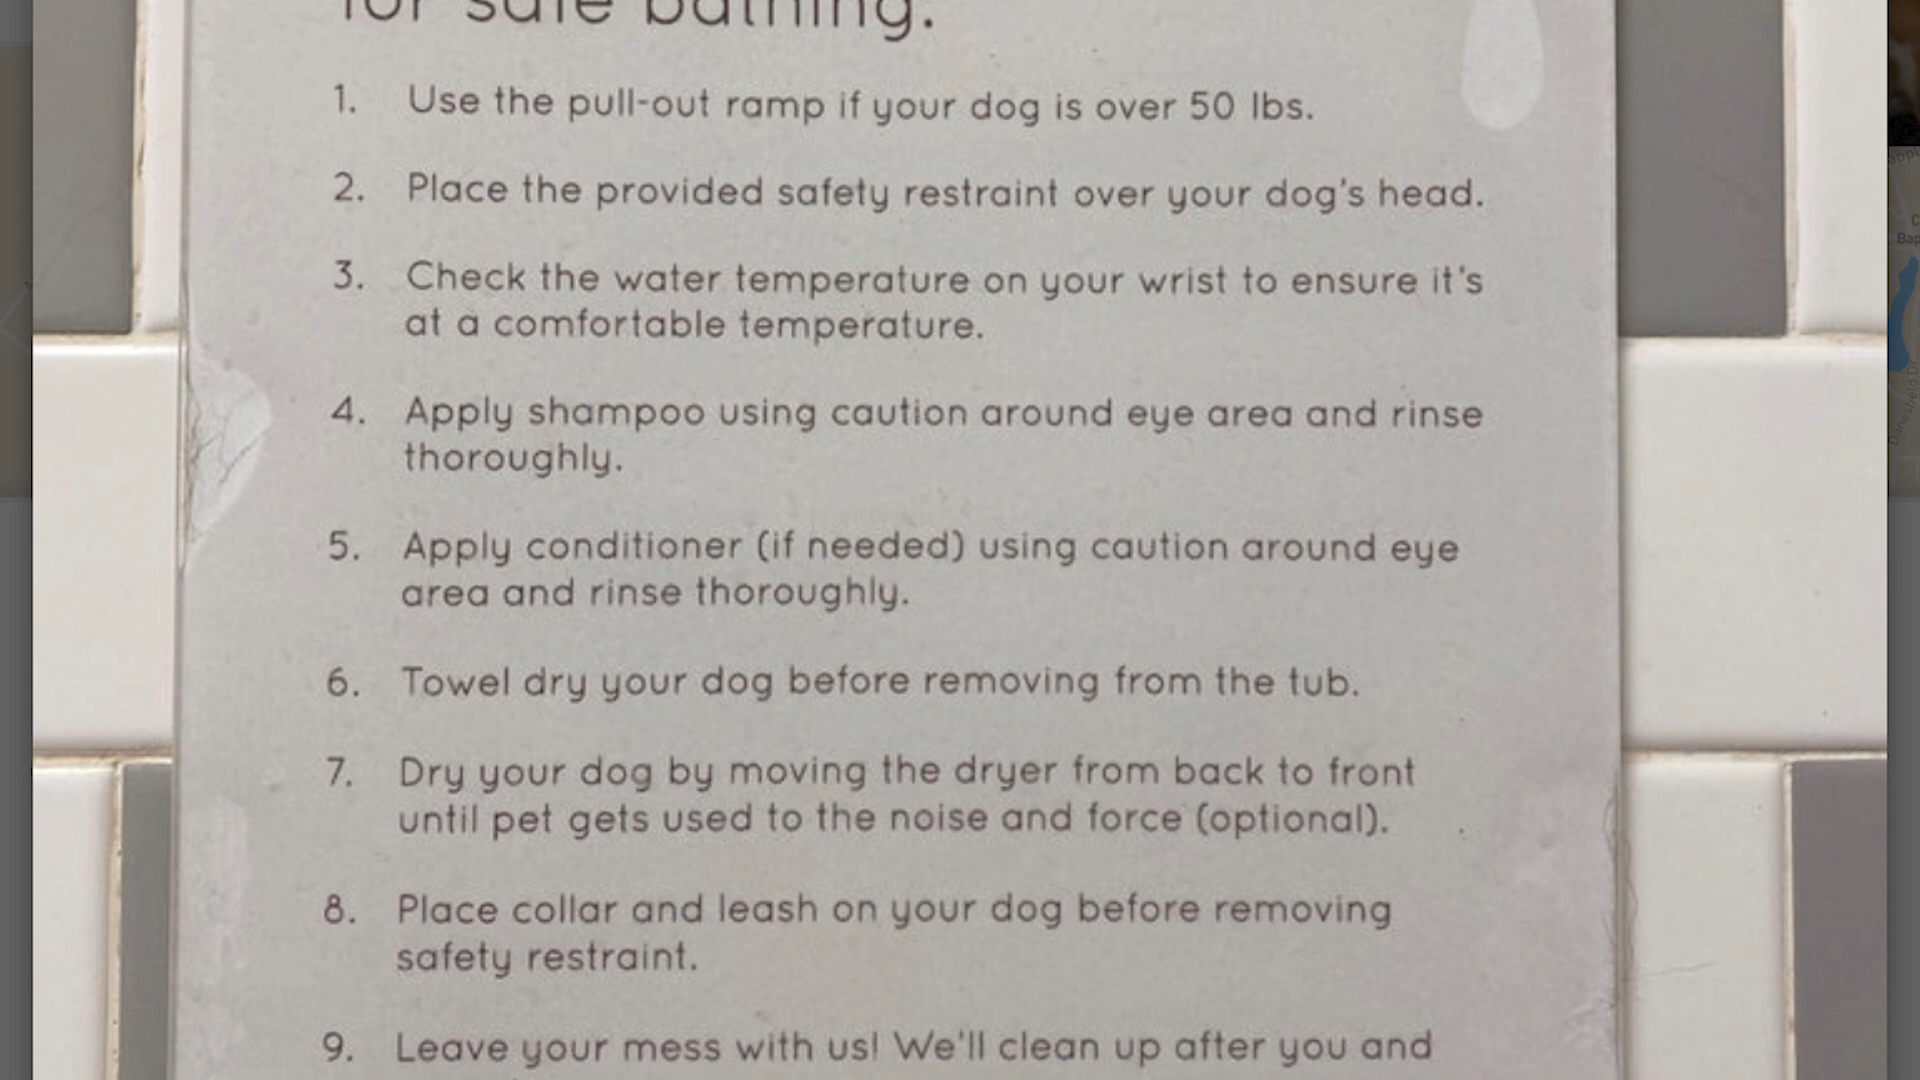 for safe bathing.
1. Use the pull-out ramp if your dog is over 50 lbs.
2. Place the provided safety restraint over your dog's head.
3. Check the water temperature on your wrist to ensure it's
at a comfortable temperature.
4. Apply shampoo using caution around eye area and rinse
thoroughly.
5. Apply conditioner (if needed) using caution around eye
area and rinse thoroughly.
6. Towel dry your dog before removing from the tub.
7. Dry your dog by moving the dryer from back to front
until pet gets used to the noise and force (optional).
8. Place collar and leash on your dog before removing
safety restraint.
9. Leave your mess with us! We'll clean up after you and